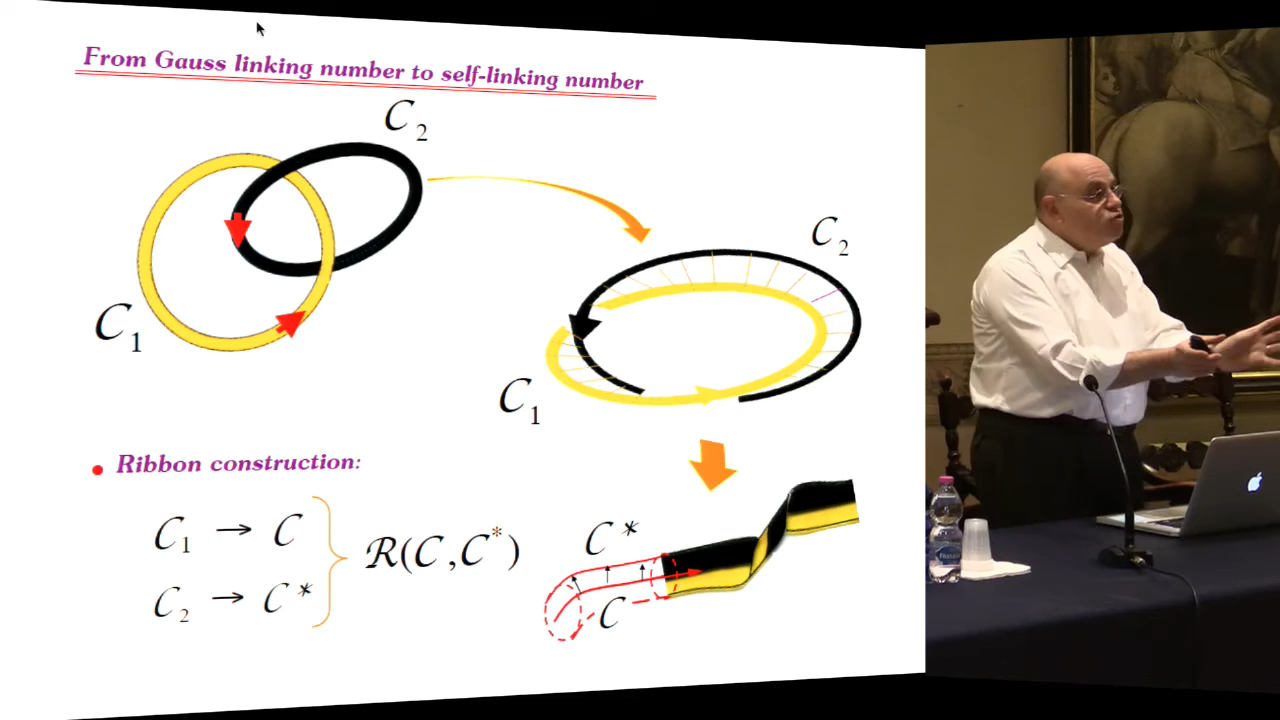 From Gauss linking number to self-linking number
C₂
C₁
C₂
C₁
• Ribbon construction:
C₁ → C
C₂ → C*
R(C,C*)
C*
C